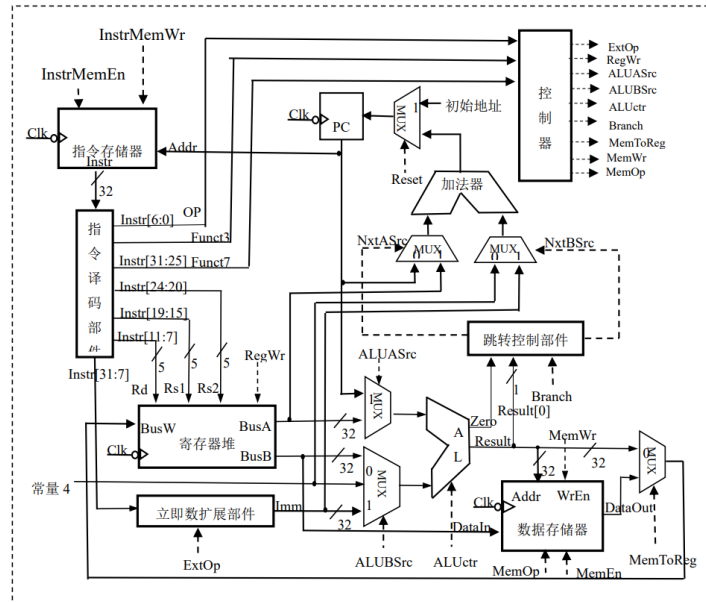 InstrMemWr
InstrMemEn
Clk
指令存储器
Instr
Addr
32
Clk
PC
MUX
1
初始地址
Reset
加法器
控制器
ExtOp
RegWr
ALUASrc
ALUBSrc
ALUctr
Branch
MemToReg
MemWr
MemOp
指令译码部件
Instr[6:0]
OP
Funct3
Instr[31:25]
Funct7
Instr[24:20]
Instr[19:15]
Instr[11:7]
Instr[31:7]
5
5
5
Rd
Rs1
Rs2
RegWr
NxtASrc
MUX
0
1
MUX
0
1
NxtBSrc
跳转控制部件
Branch
1
Result[0]
Zero
ALUASrc
1
MUX
BusW
BusA
寄存器堆
BusB
Clk
32
32
A
L
Result
常量 4
0
MUX
1
立即数扩展部件
Imm
32
ExtOp
ALUBSrc
ALUctr
DataIn
MemWr
32
32
Clk
Addr
WrEn
数据存储器
DataOut
MemOp
MemEn
0
MUX
MemToReg